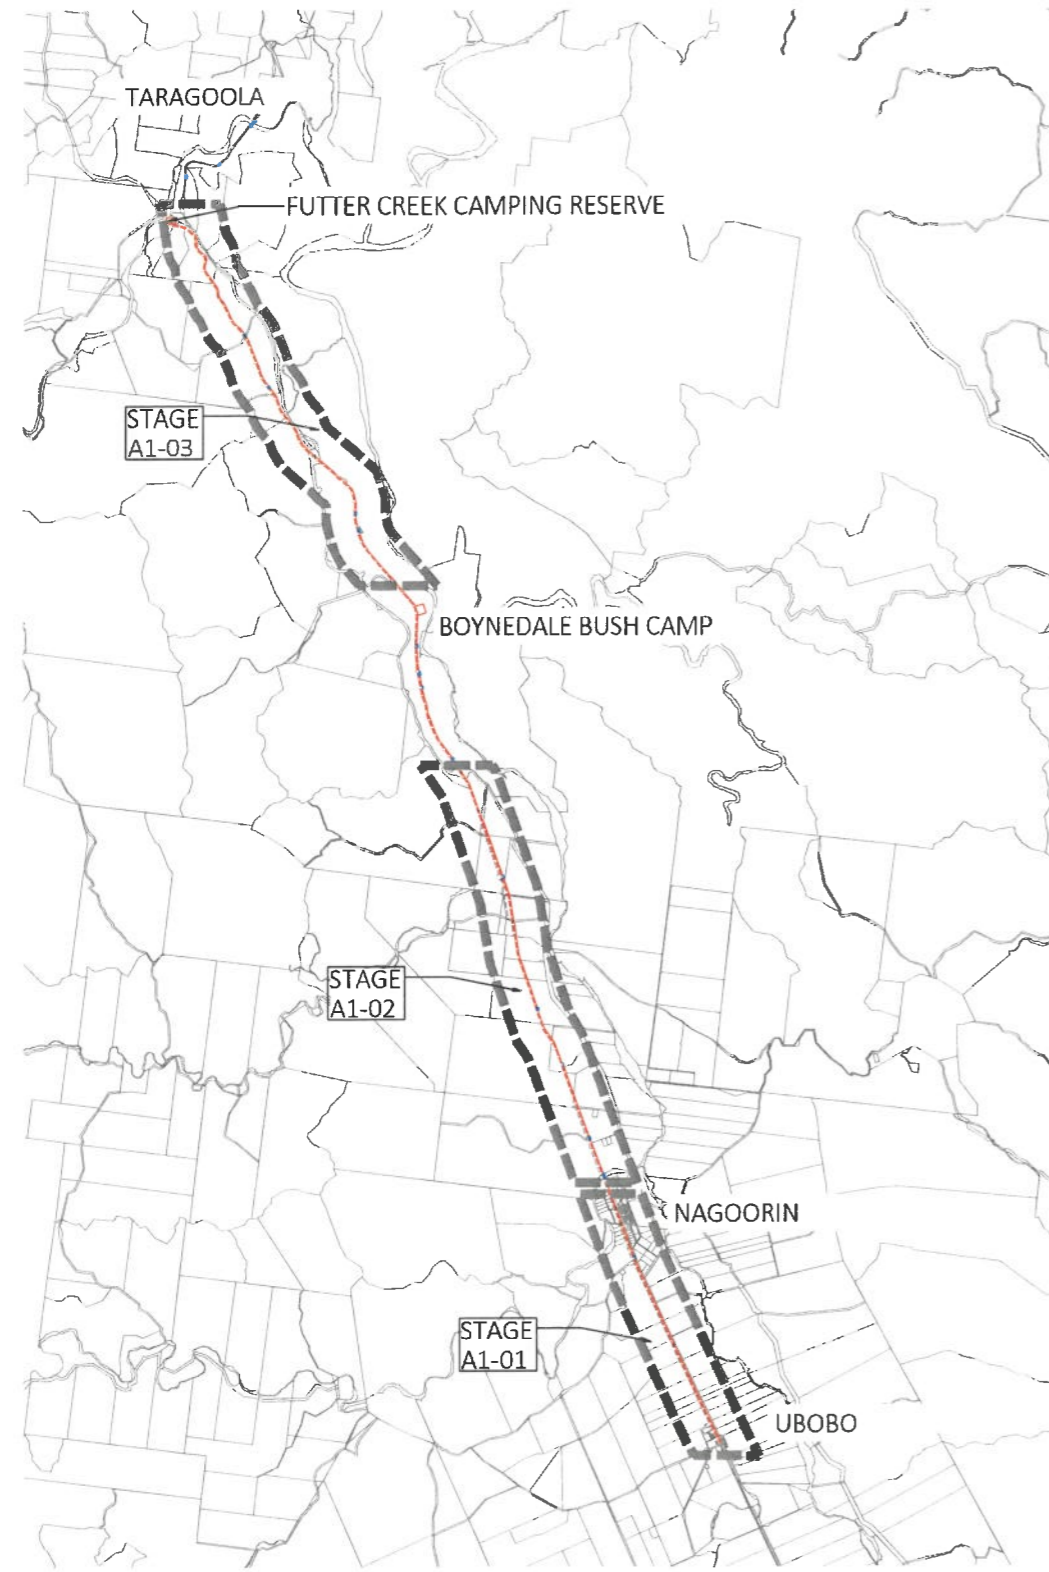 TARAGOOLA
FUTTER CREEK CAMPING RESERVE
STAGE
A1-03
BOYNEDALE BUSH CAMP
STAGE
A1-02
NAGOORIN
STAGE
A1-01
UBOBO